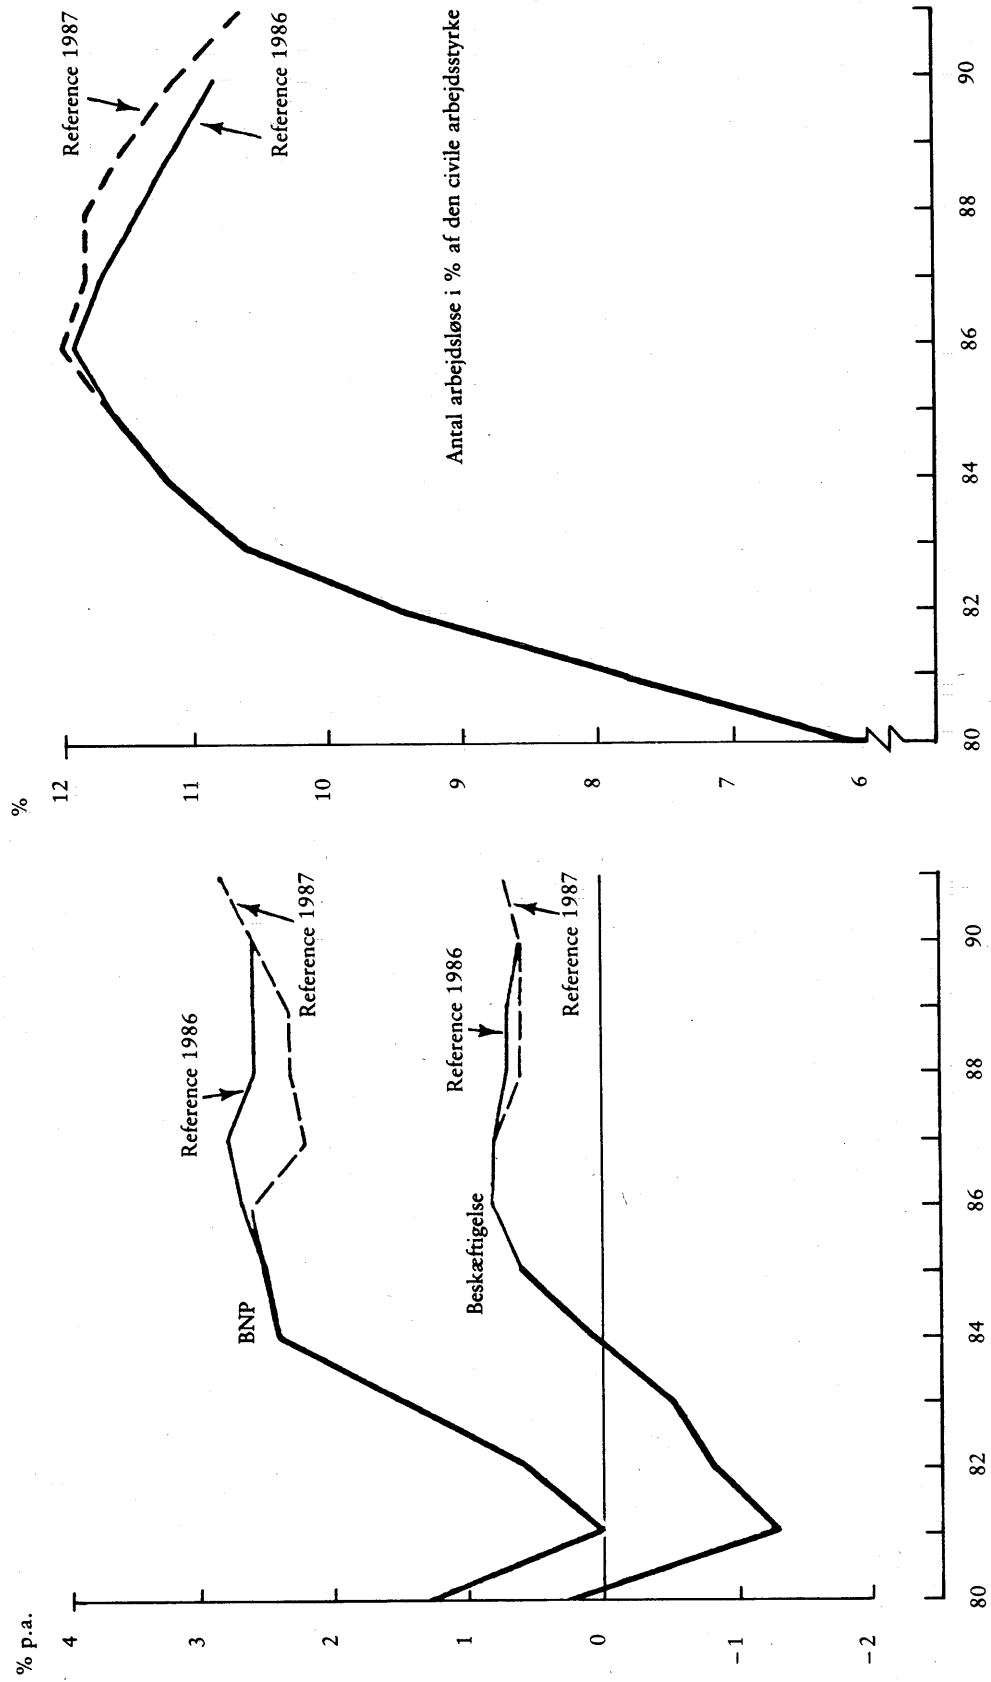 % p.a.
4
3
2
1
0
-1
-2
BNP
Reference 1986
Reference 1987
Beskæftigelse
Reference 1986
Reference 1987
80
82
84
86
88
90
%
12
11
10
9
8
7
6
Reference 1987
Reference 1986
Antal arbejdsløse i % af den civile arbejdsstyrke
80
82
84
86
88
90